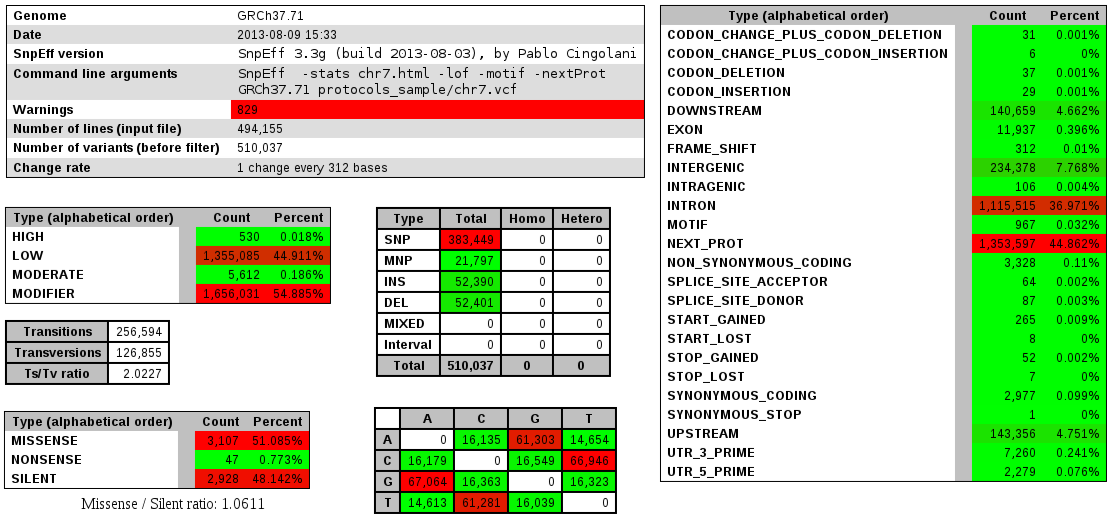 Genome GRCh37.71
Date 2013-08-09 15:33
SnpEff version SnpEff 3.3g (build 2013-08-03), by Pablo Cingolani
Command line arguments SnpEff -stats chr7.html -lof -motif -nextProt
GRCh37.71 protocols_sample/chr7.vcf
Warnings 829
Number of lines (input file) 494,155
Number of variants (before filter) 510,037
Change rate 1 change every 312 bases
Type (alphabetical order) Count Percent
HIGH 530 0.018%
LOW 1,355,085 44.911%
MODERATE 5,612 0.186%
MODIFIER 1,656,031 54.885%
Transitions 256,594
Transversions 126,855
Ts/Tv ratio 2.0227
Type (alphabetical order) Count Percent
MISSENSE 3,107 51.085%
NONSENSE 47 0.773%
SILENT 2,928 48.142%
Missense / Silent ratio: 1.0611
Type Total Homo Hetero
SNP 383,449 0 0
MNP 21,797 0 0
INS 52,390 0 0
DEL 52,401 0 0
MIXED 0 0 0
Interval 0 0 0
Total 510,037 0 0
A C G T
A 0 16,135 61,303 14,654
C 16,179 0 16,549 66,946
G 67,064 16,363 0 16,323
T 14,613 61,281 16,039 0
Type (alphabetical order) Count Percent
CODON_CHANGE_PLUS_CODON_DELETION 31 0.001%
CODON_CHANGE_PLUS_CODON_INSERTION 6 0%
CODON_DELETION 37 0.001%
CODON_INSERTION 29 0.001%
DOWNSTREAM 140,659 4.662%
EXON 11,937 0.396%
FRAME_SHIFT 312 0.01%
INTERGENIC 234,378 7.768%
INTRAGENIC 106 0.004%
INTRON 1,115,515 36.971%
MOTIF 967 0.032%
NEXT_PROT 1,353,597 44.862%
NON_SYNONYMOUS_CODING 3,328 0.11%
SPLICE_SITE_ACCEPTOR 64 0.002%
SPLICE_SITE_DONOR 87 0.003%
START_GAINED 265 0.009%
START_LOST 8 0%
STOP_GAINED 52 0.002%
STOP_LOST 7 0%
SYNONYMOUS_CODING 2,977 0.099%
SYNONYMOUS_STOP 1 0%
UPSTREAM 143,356 4.751%
UTR_3_PRIME 7,260 0.241%
UTR_5_PRIME 2,279 0.076%